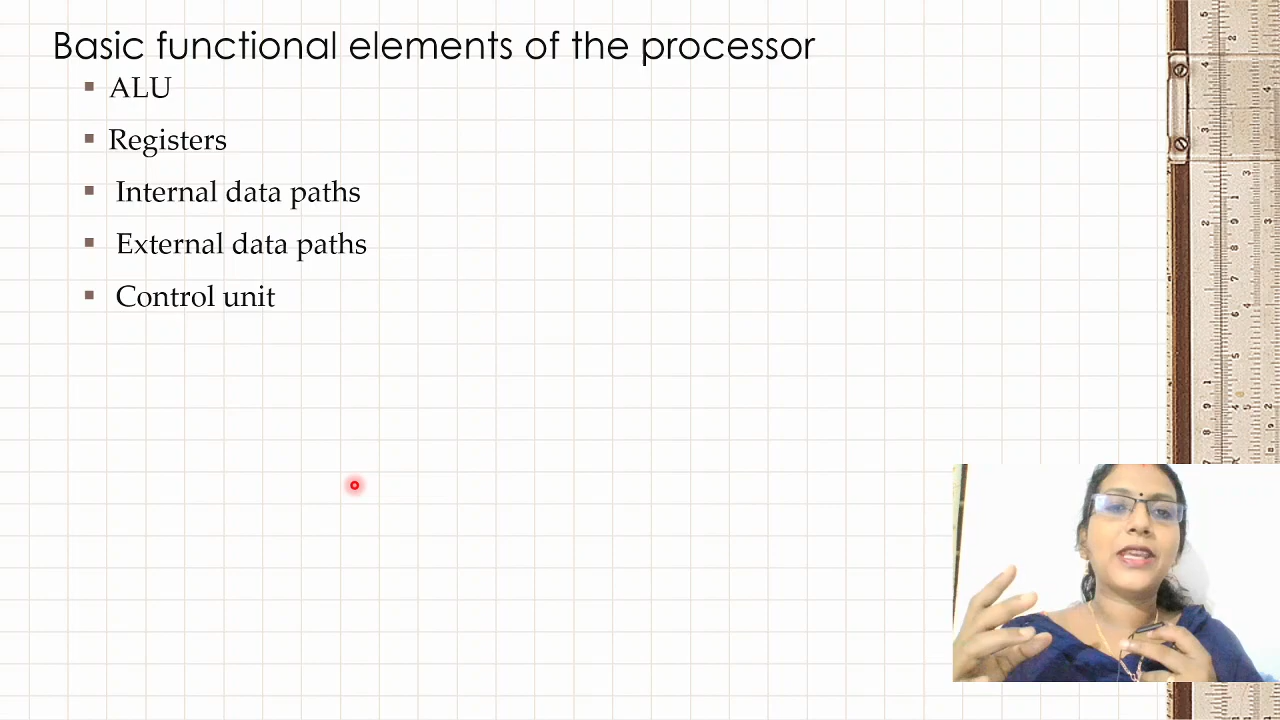 Basic functional elements of the processor
▪ ALU
▪ Registers
▪ Internal data paths
▪ External data paths
▪ Control unit